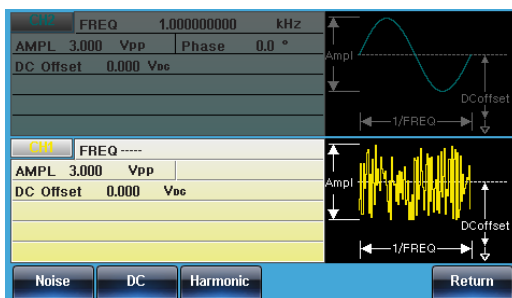 CH2 FREQ 1.000000000 kHz
AMPL 3.000 Vpp Phase 0.0 °
DC Offset 0.000 VDC
Ampl
DCoffset
1/FREQ
CH1 FREQ -----
AMPL 3.000 Vpp
DC Offset 0.000 VDC
Ampl
DCoffset
1/FREQ
Noise DC Harmonic Return